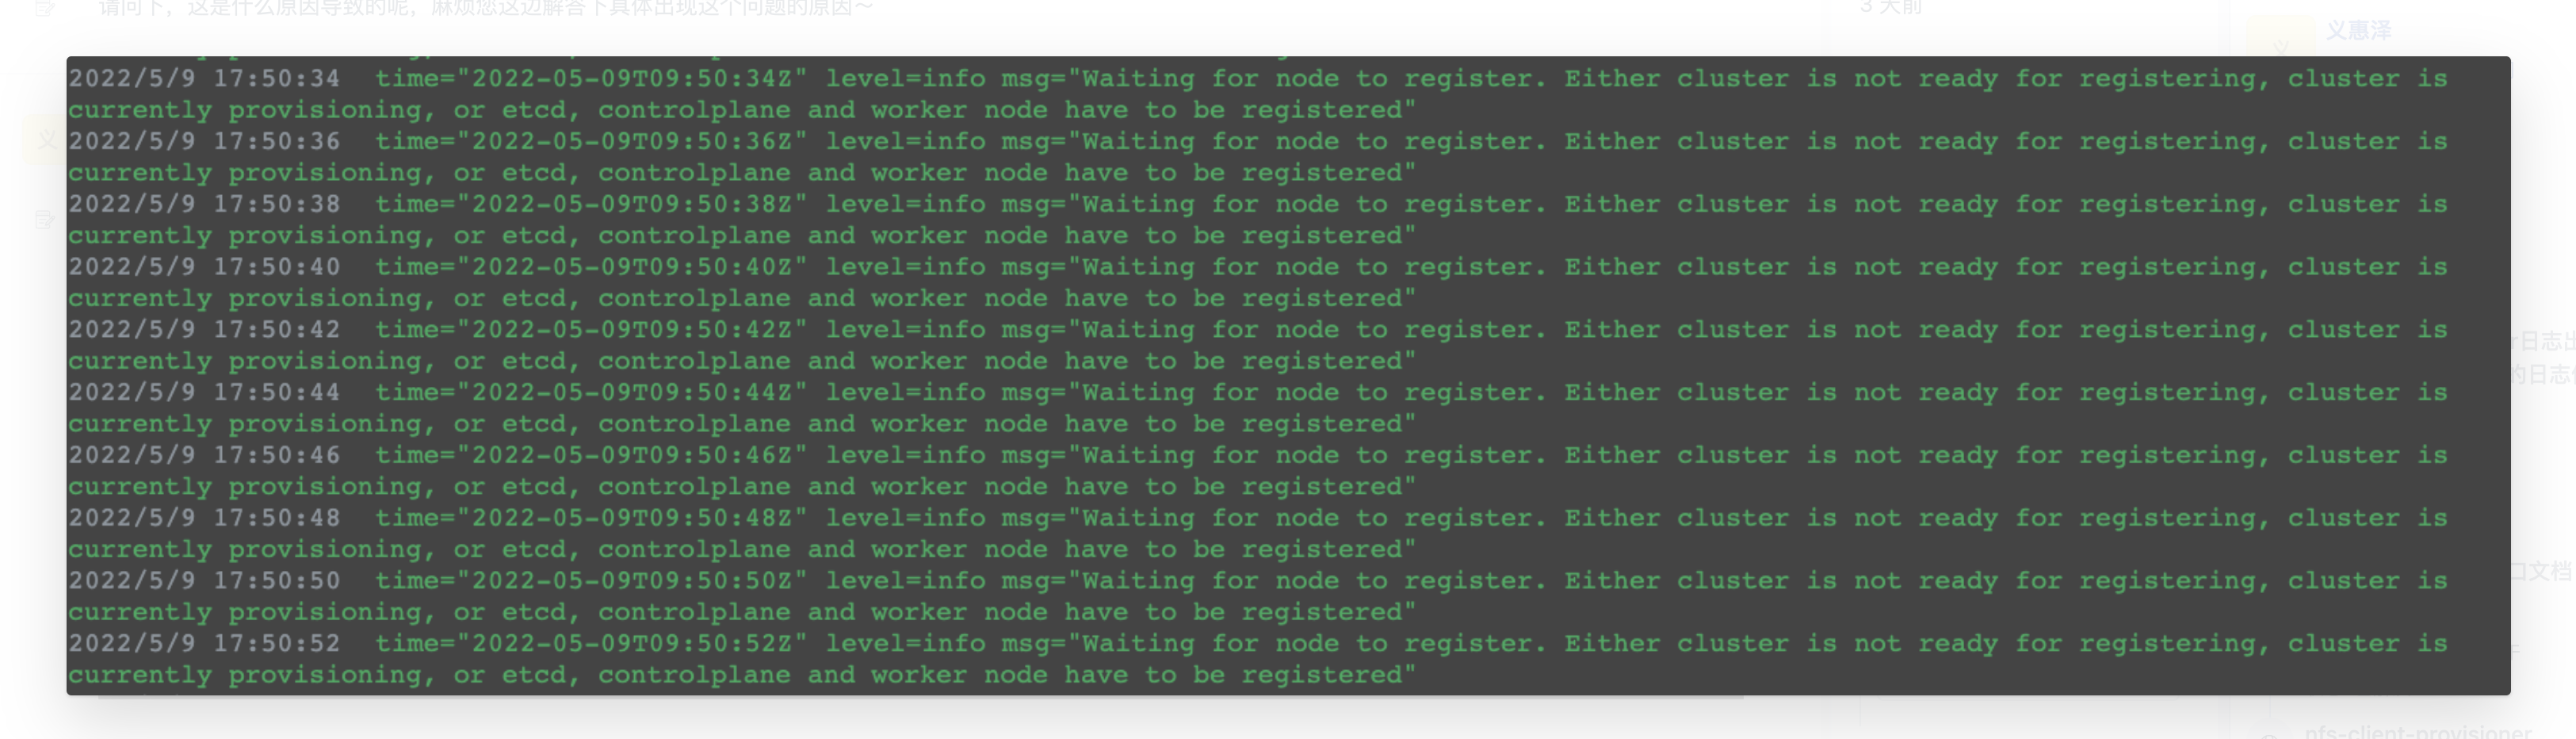 请问下，这是什么原因导致的呢，麻烦您这边解答下具体出现这个问题的原因～
3 天前
义惠泽
义
2022/5/9 17:50:34 time="2022-05-09T09:50:34Z" level=info msg="Waiting for node to register. Either cluster is not ready for registering, cluster is
currently provisioning, or etcd, controlplane and worker node have to be registered"
2022/5/9 17:50:36 time="2022-05-09T09:50:36Z" level=info msg="Waiting for node to register. Either cluster is not ready for registering, cluster is
currently provisioning, or etcd, controlplane and worker node have to be registered"
2022/5/9 17:50:38 time="2022-05-09T09:50:38Z" level=info msg="Waiting for node to register. Either cluster is not ready for registering, cluster is
currently provisioning, or etcd, controlplane and worker node have to be registered"
2022/5/9 17:50:40 time="2022-05-09T09:50:40Z" level=info msg="Waiting for node to register. Either cluster is not ready for registering, cluster is
currently provisioning, or etcd, controlplane and worker node have to be registered"
2022/5/9 17:50:42 time="2022-05-09T09:50:42Z" level=info msg="Waiting for node to register. Either cluster is not ready for registering, cluster is
currently provisioning, or etcd, controlplane and worker node have to be registered"
2022/5/9 17:50:44 time="2022-05-09T09:50:44Z" level=info msg="Waiting for node to register. Either cluster is not ready for registering, cluster is
currently provisioning, or etcd, controlplane and worker node have to be registered"
2022/5/9 17:50:46 time="2022-05-09T09:50:46Z" level=info msg="Waiting for node to register. Either cluster is not ready for registering, cluster is
currently provisioning, or etcd, controlplane and worker node have to be registered"
2022/5/9 17:50:48 time="2022-05-09T09:50:48Z" level=info msg="Waiting for node to register. Either cluster is not ready for registering, cluster is
currently provisioning, or etcd, controlplane and worker node have to be registered"
2022/5/9 17:50:50 time="2022-05-09T09:50:50Z" level=info msg="Waiting for node to register. Either cluster is not ready for registering, cluster is
currently provisioning, or etcd, controlplane and worker node have to be registered"
2022/5/9 17:50:52 time="2022-05-09T09:50:52Z" level=info msg="Waiting for node to register. Either cluster is not ready for registering, cluster is
currently provisioning, or etcd, controlplane and worker node have to be registered"
义
日志出
的日志
口文档
nfs-client-provisioner